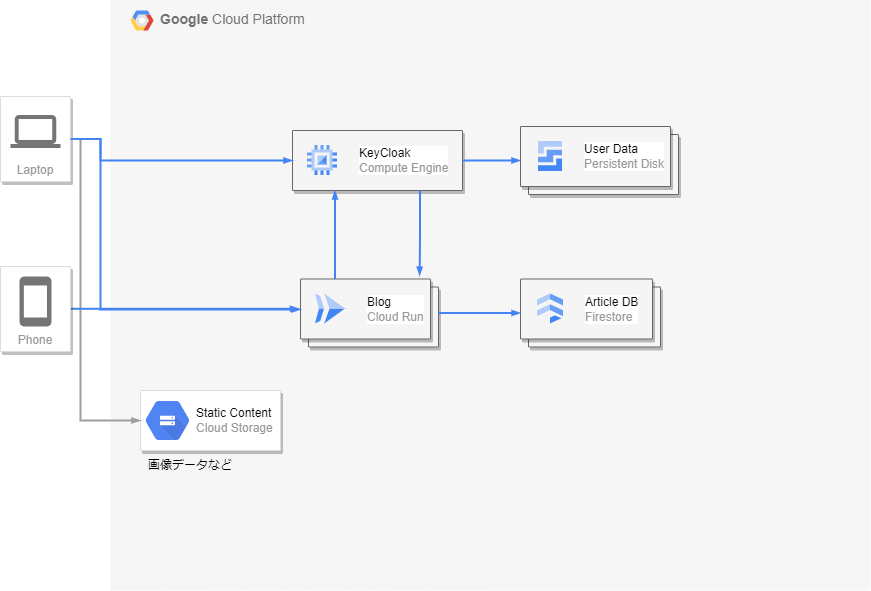 Google Cloud Platform
Laptop
KeyCloak
Compute Engine
User Data
Persistent Disk
Phone
Blog
Cloud Run
Article DB
Firestore
Static Content
Cloud Storage
画像データなど